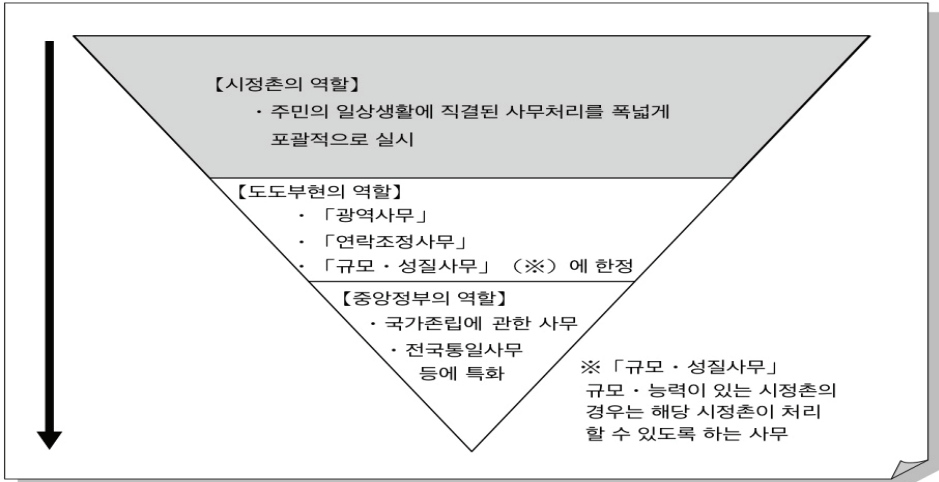 【시정촌의 역할】
· 주민의 일상생활에 직결된 사무처리를 폭넓게
포괄적으로 실시
【도도부현의 역할】
· 「광역사무」
· 「연락조정사무」
· 「규모 · 성질사무」 (※) 에 한정
【중앙정부의 역할】
· 국가존립에 관한 사무
· 전국통일사무
등에 특화
※ 「규모 · 성질사무」
규모 · 능력이 있는 시정촌의
경우는 해당 시정촌이 처리
할 수 있도록 하는 사무